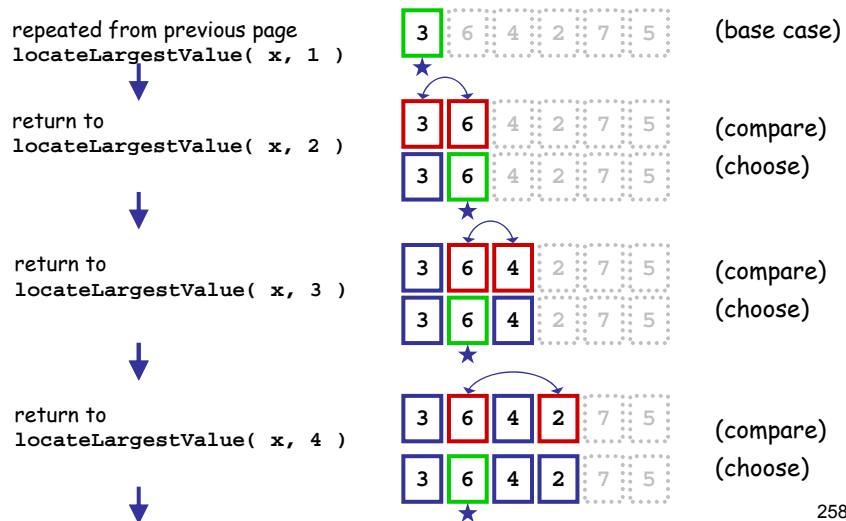 repeated from previous page
locateLargestValue( x, 1 )
3 6 4 2 7 5
(base case)
return to
locateLargestValue( x, 2 )
3 6 4 2 7 5
(compare)
3 6 4 2 7 5
(choose)
return to
locateLargestValue( x, 3 )
3 6 4 2 7 5
(compare)
3 6 4 2 7 5
(choose)
return to
locateLargestValue( x, 4 )
3 6 4 2 7 5
(compare)
3 6 4 2 7 5
(choose)
258